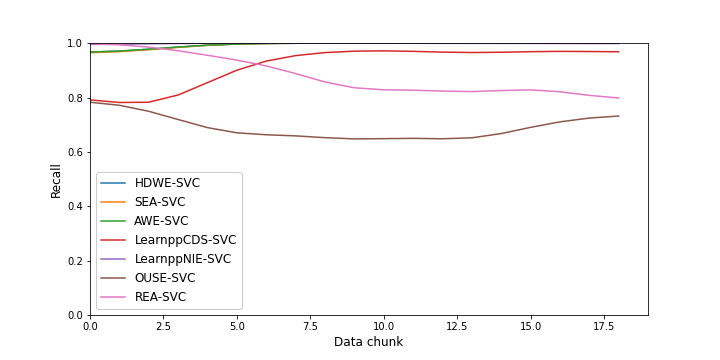 1.0
0.8
0.6
0.4
0.2
0.0
Recall
HDWE-SVC
SEA-SVC
AWE-SVC
LearnppCDS-SVC
LearnppNIE-SVC
OUSE-SVC
REA-SVC
0.0 2.5 5.0 7.5 10.0 12.5 15.0 17.5
Data chunk